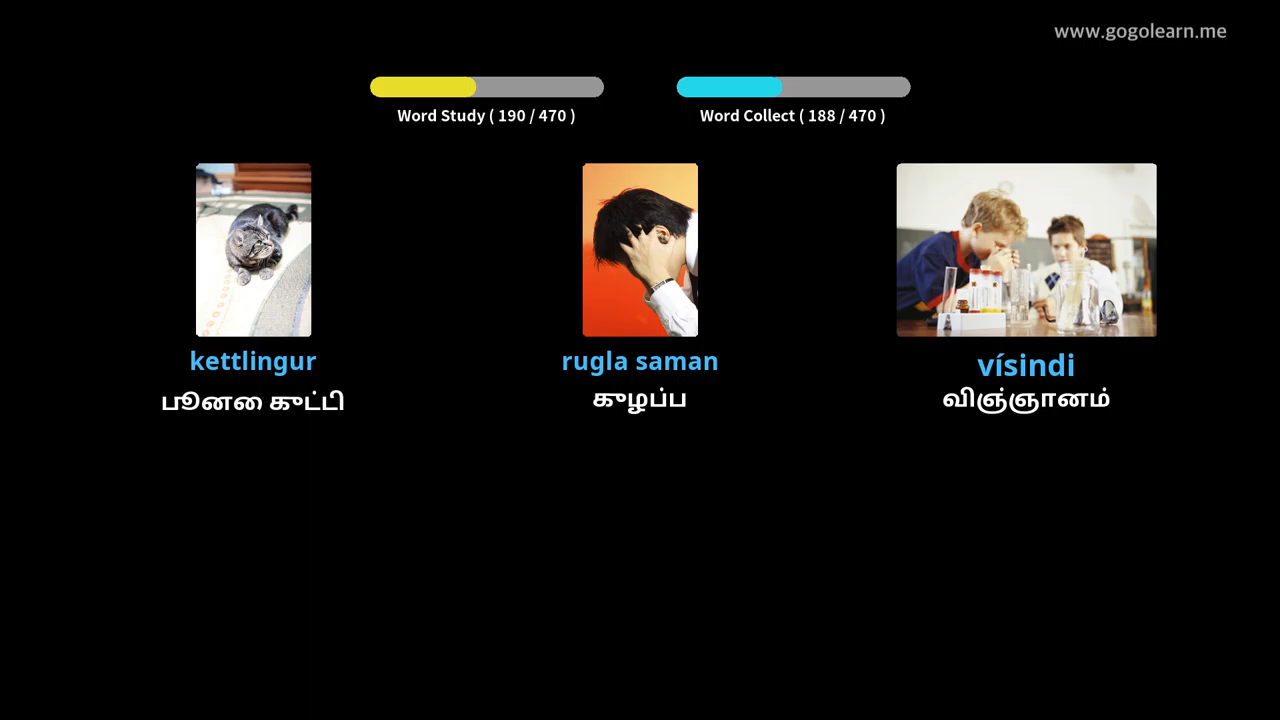 www.gogolearn.me
Word Study ( 190 / 470 )
Word Collect ( 188 / 470 )
kettlingur
rugla saman
vísindi
பூனை குட்டி
குழப்ப
விஞ்ஞானம்